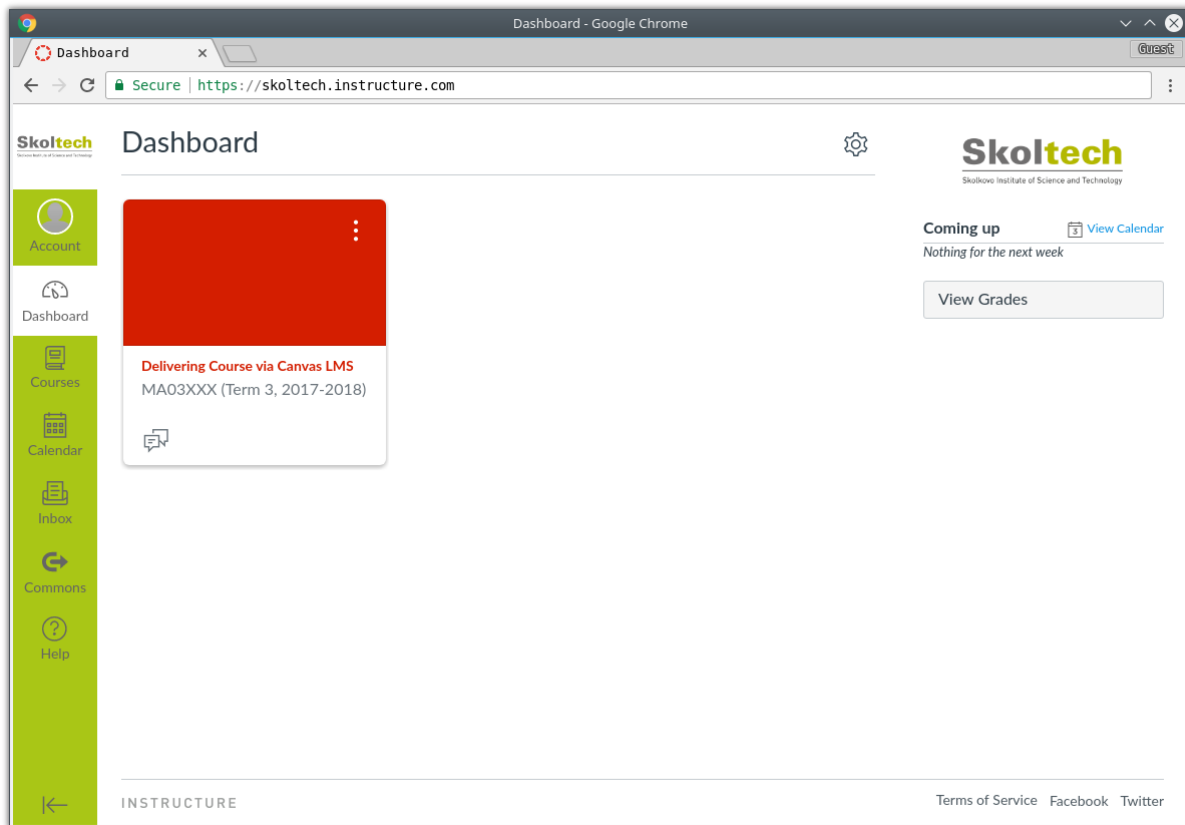 Dashboard - Google Chrome
Dashboard
Guest
Secure | https://skoltech.instructure.com
Skoltech
Dashboard
Skoltech
Skolkovo Institute of Science and Technology
Account
Dashboard
Courses
Calendar
Inbox
Commons
Help
Delivering Course via Canvas LMS
MA03XXX (Term 3, 2017-2018)
Coming up
3 View Calendar
Nothing for the next week
View Grades
INSTRUCTURE
Terms of Service Facebook Twitter